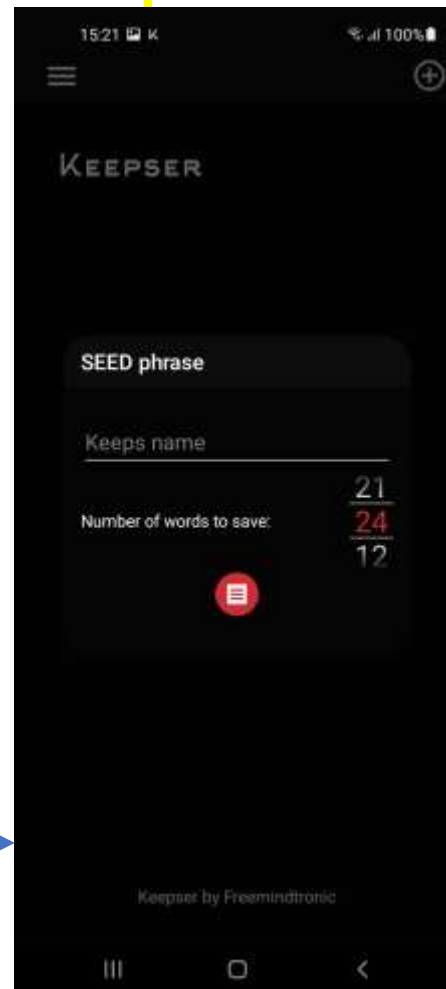 15:21 K 100%
KEEPSER
SEED phrase
Keeps name
21
Number of words to save: 24
12
Keepser by Freemindtronic